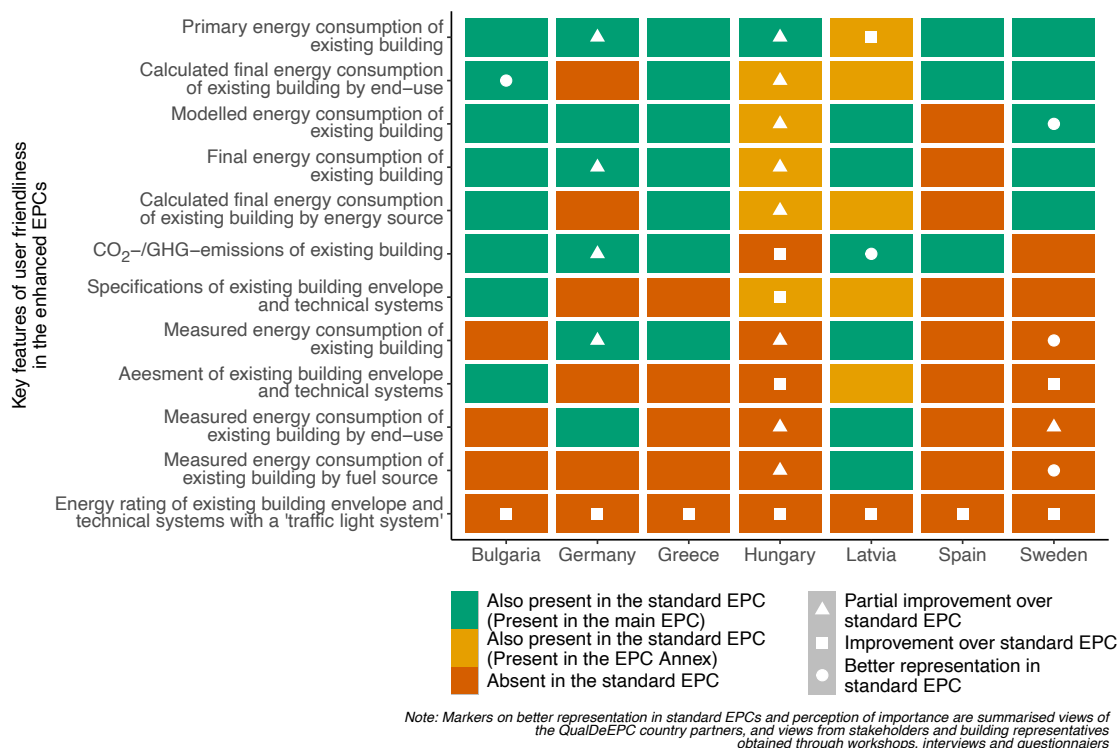 Key features of user friendliness
in the enhanced EPCs
Primary energy consumption of
existing building
Calculated final energy consumption
of existing building by end−use
Modelled energy consumption of
existing building
Final energy consumption of
existing building
Calculated final energy consumption
of existing building by energy source
CO2−/GHG−emissions of existing building
Specifications of existing building envelope
and technical systems
Measured energy consumption of
existing building
Aeesment of existing building envelope
and technical systems
Measured energy consumption of
existing building by end−use
Measured energy consumption of
existing building by fuel source
Energy rating of existing building envelope and
technical systems with a 'traffic light system'
Bulgaria Germany Greece Hungary Latvia Spain Sweden
Also present in the standard EPC
(Present in the main EPC)
Also present in the standard EPC
(Present in the EPC Annex)
Absent in the standard EPC
Partial improvement over
standard EPC
Improvement over standard EPC
Better representation in
standard EPC
Note: Markers on better representation in standard EPCs and perception of importance are summarised views of
the QualDeEPC country partners, and views from stakeholders and building representatives
obtained through workshops, interviews and questionnaiers